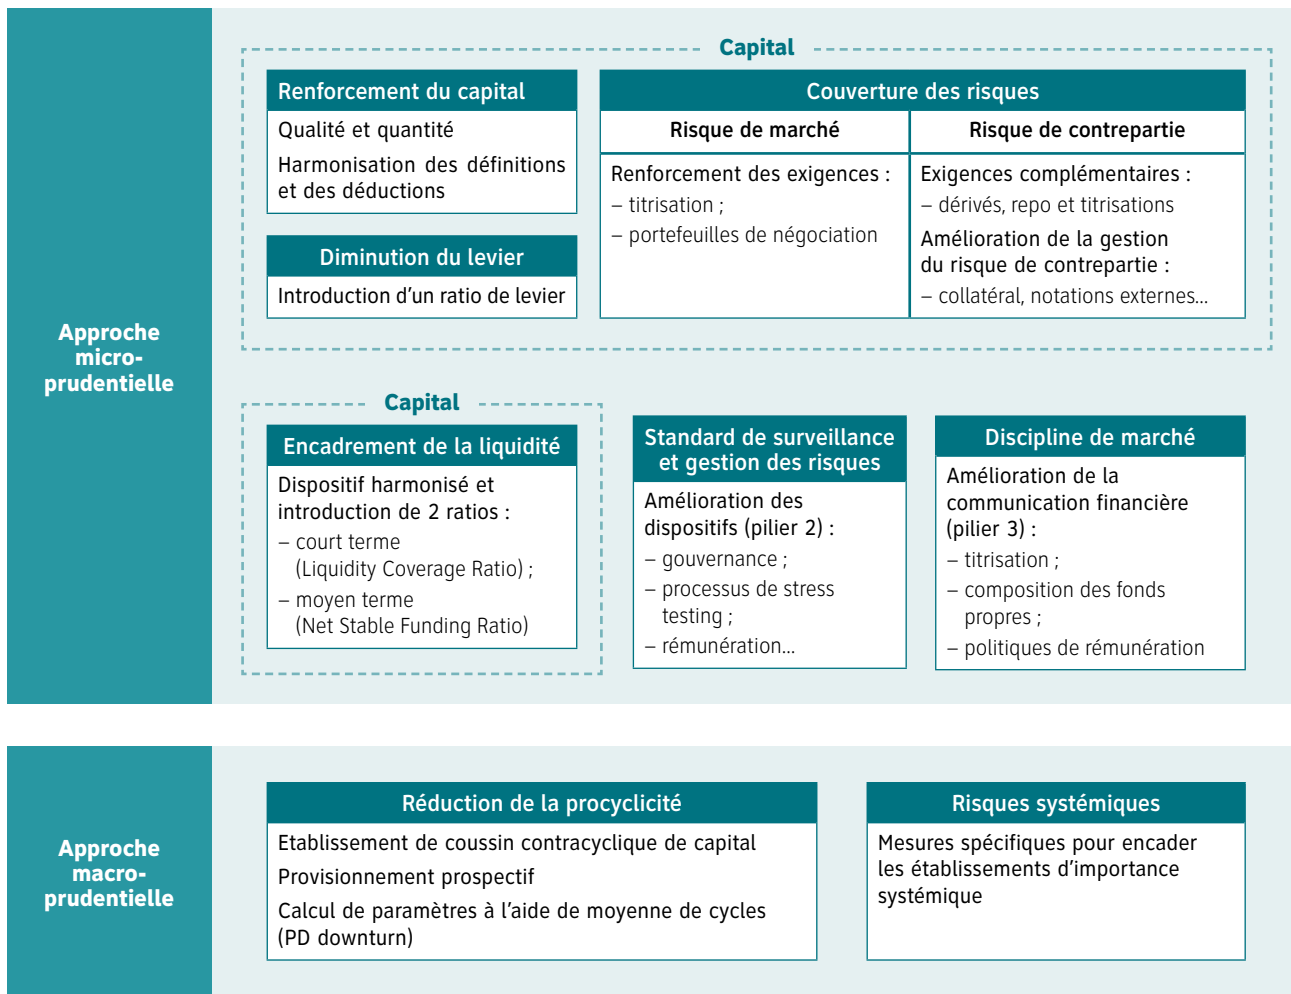 Approche
micro-
prudentielle
Capital
Renforcement du capital
Qualité et quantité
Harmonisation des définitions
et des déductions
Diminution du levier
Introduction d'un ratio de levier
Couverture des risques
Risque de marché
Renforcement des exigences :
– titrisation ;
– portefeuilles de négociation
Risque de contrepartie
Exigences complémentaires :
– dérivés, repo et titrisations
Amélioration de la gestion
du risque de contrepartie :
– collatéral, notations externes...
Capital
Encadrement de la liquidité
Dispositif harmonisé et
introduction de 2 ratios :
– court terme
(Liquidity Coverage Ratio) ;
– moyen terme
(Net Stable Funding Ratio)
Standard de surveillance
et gestion des risques
Amélioration des
dispositifs (pilier 2) :
– gouvernance ;
– processus de stress
testing ;
– rémunération...
Discipline de marché
Amélioration de la
communication financière
(pilier 3) :
– titrisation ;
– composition des fonds
propres ;
– politiques de rémunération
Approche
macro-
prudentielle
Réduction de la procyclicité
Etablissement de coussin contracyclique de capital
Provisionnement prospectif
Calcul de paramètres à l'aide de moyenne de cycles
(PD downturn)
Risques systémiques
Mesures spécifiques pour encader
les établissements d'importance
systémique